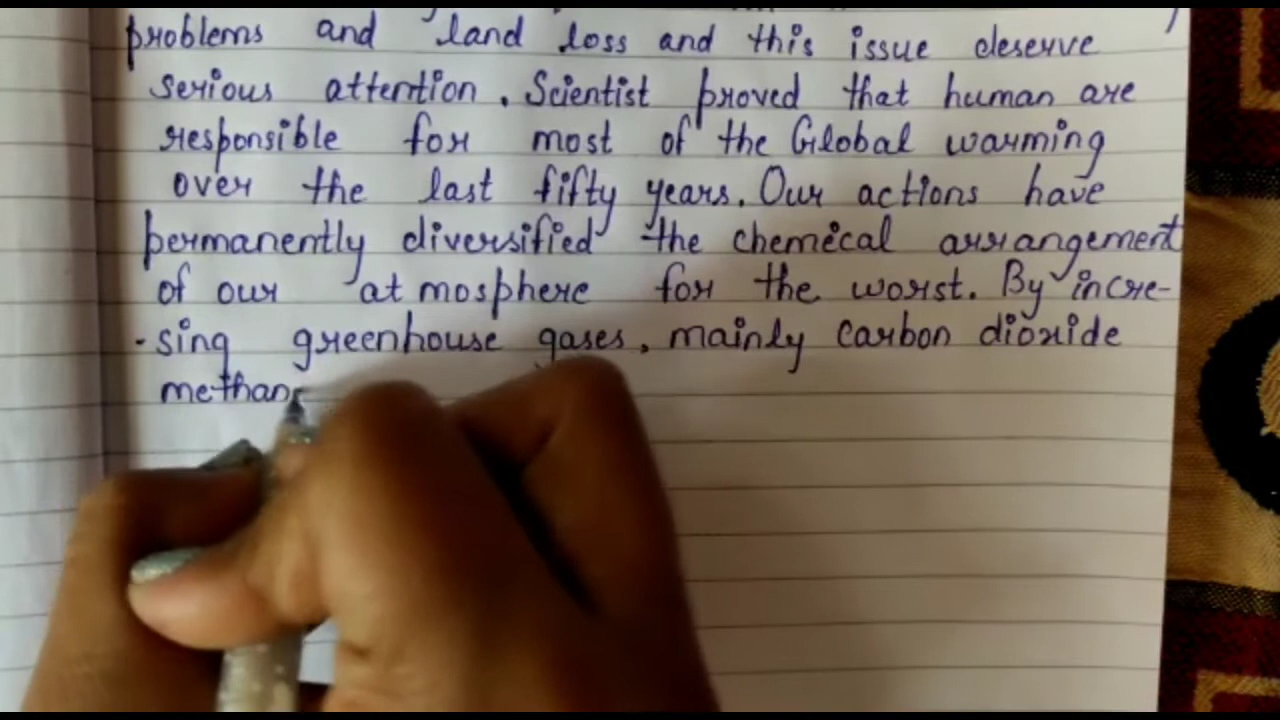 problems and land loss and this issue deserve
serious attention. Scientist proved that human are
responsible for most of the Global warming
over the last fifty years. Our actions have
permanently diversified the chemical arrangement
of our atmosphere for the worst. By incre-
-sing greenhouse gases, mainly carbon dioxide
methan